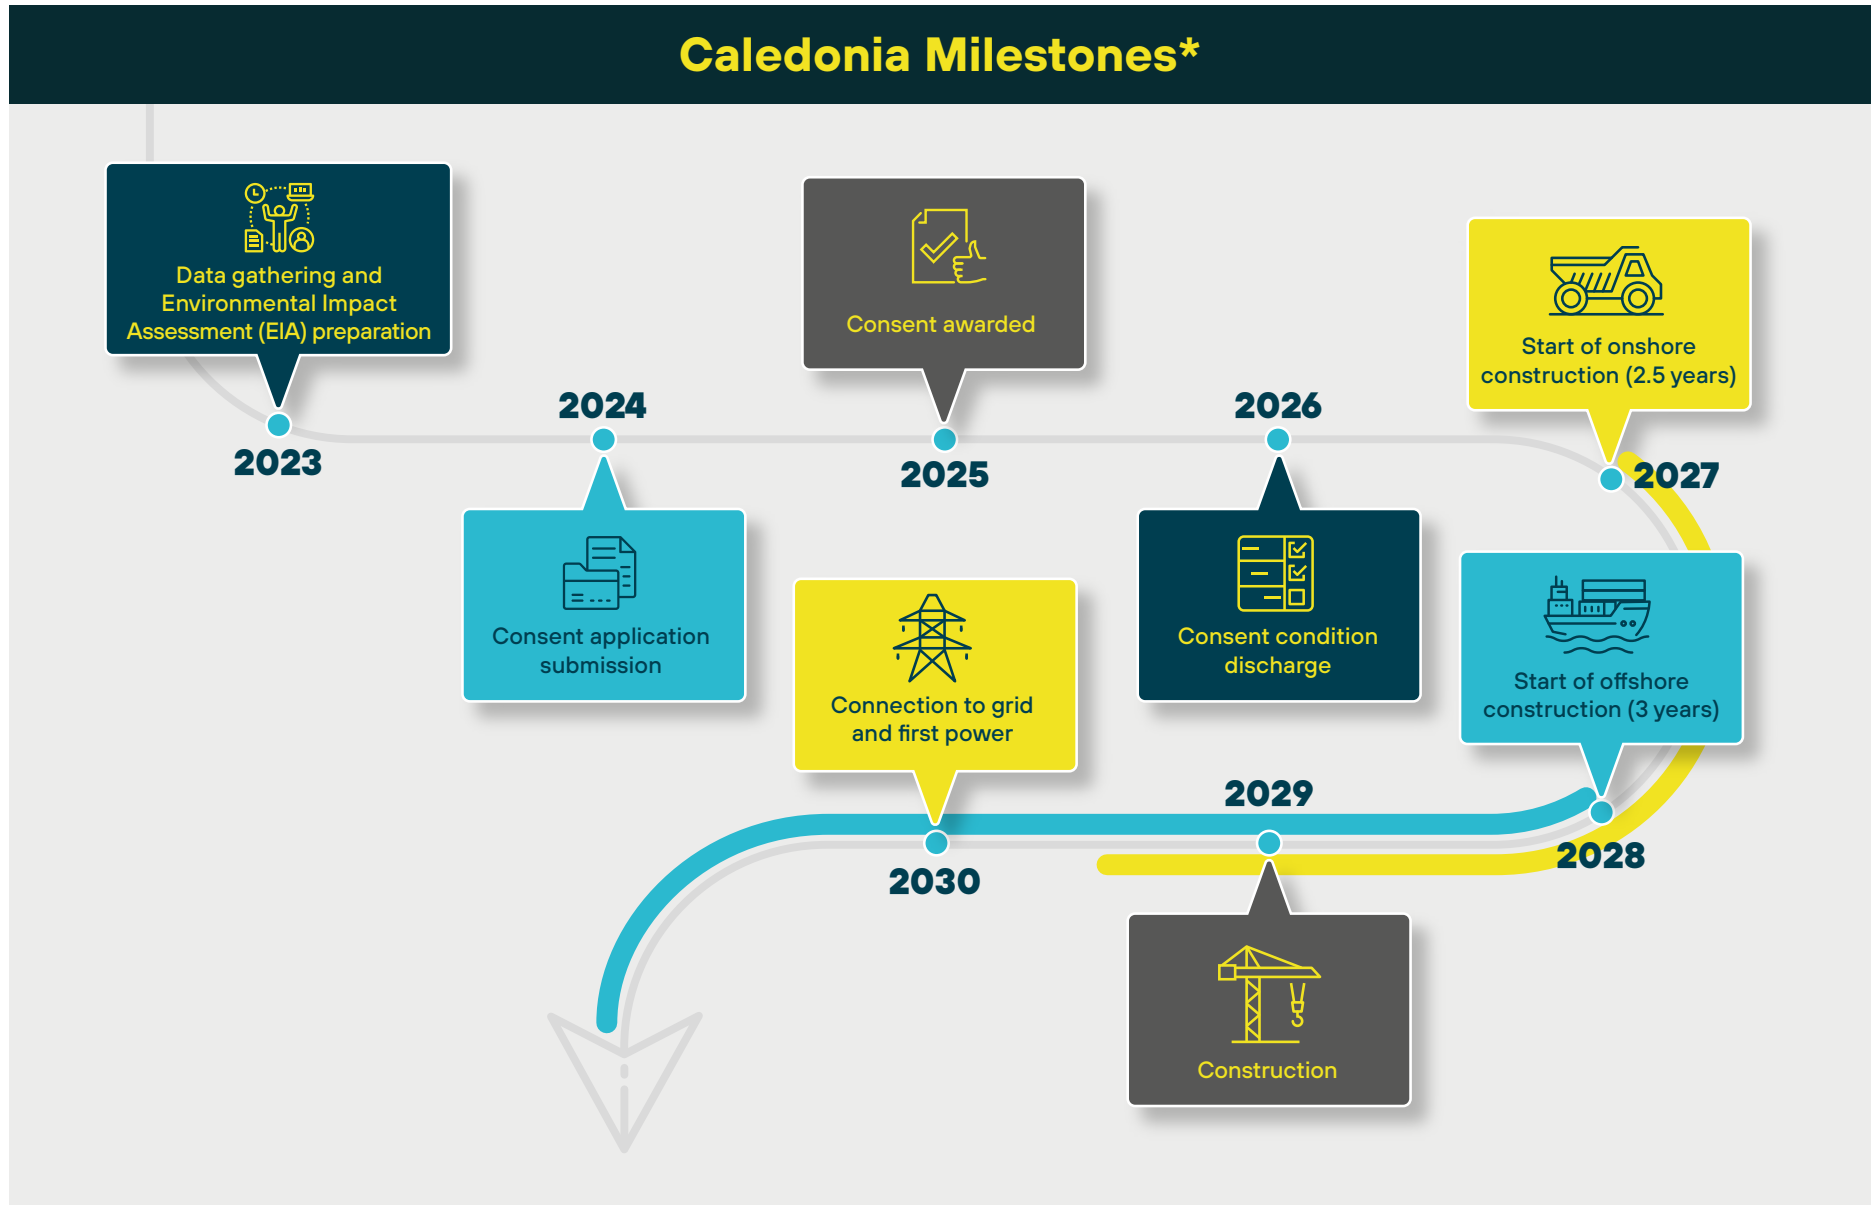 Caledonia Milestones*
Data gathering and
Environmental Impact
Assessment (EIA) preparation
2023
2024
Consent application
submission
Consent awarded
2025
2026
Consent condition
discharge
Start of onshore
construction (2.5 years)
2027
Start of offshore
construction (3 years)
2028
2029
Construction
Connection to grid
and first power
2030